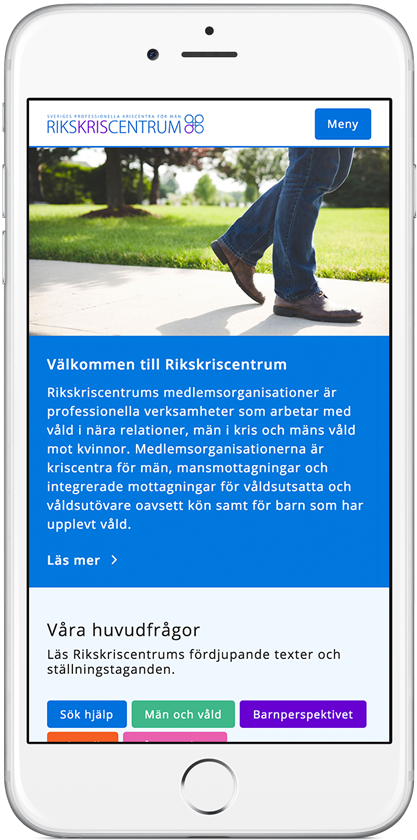 SVERIGES PROFESSIONELLA KRISCENTRA FÖR MÄN
RIKSKRISCENTRUM
Meny
Välkommen till Rikskriscentrum
Rikskriscentrums medlemsorganisationer är
professionella verksamheter som arbetar med
våld i nära relationer, män i kris och mäns våld
mot kvinnor. Medlemsorganisationerna är
kriscentra för män, mansmottagningar och
integrerade mottagningar för våldsutsatta och
våldsutövare oavsett kön samt för barn som har
upplevt våld.
Läs mer
Våra huvudfrågor
Läs Rikskriscentrums fördjupande texter och
ställningstaganden.
Sök hjälp Män och våld Barnperspektivet